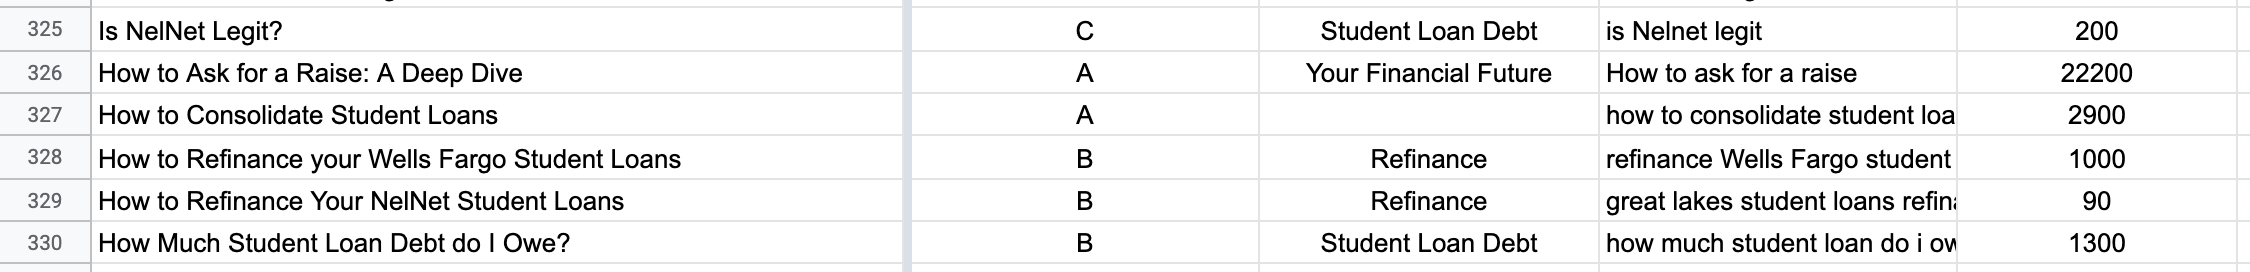 325 Is NelNet Legit? C Student Loan Debt is Nelnet legit 200
326 How to Ask for a Raise: A Deep Dive A Your Financial Future How to ask for a raise 22200
327 How to Consolidate Student Loans A how to consolidate student loa 2900
328 How to Refinance your Wells Fargo Student Loans B Refinance refinance Wells Fargo student 1000
329 How to Refinance Your NelNet Student Loans B Refinance great lakes student loans refina 90
330 How Much Student Loan Debt do I Owe? B Student Loan Debt how much student loan do i ow 1300